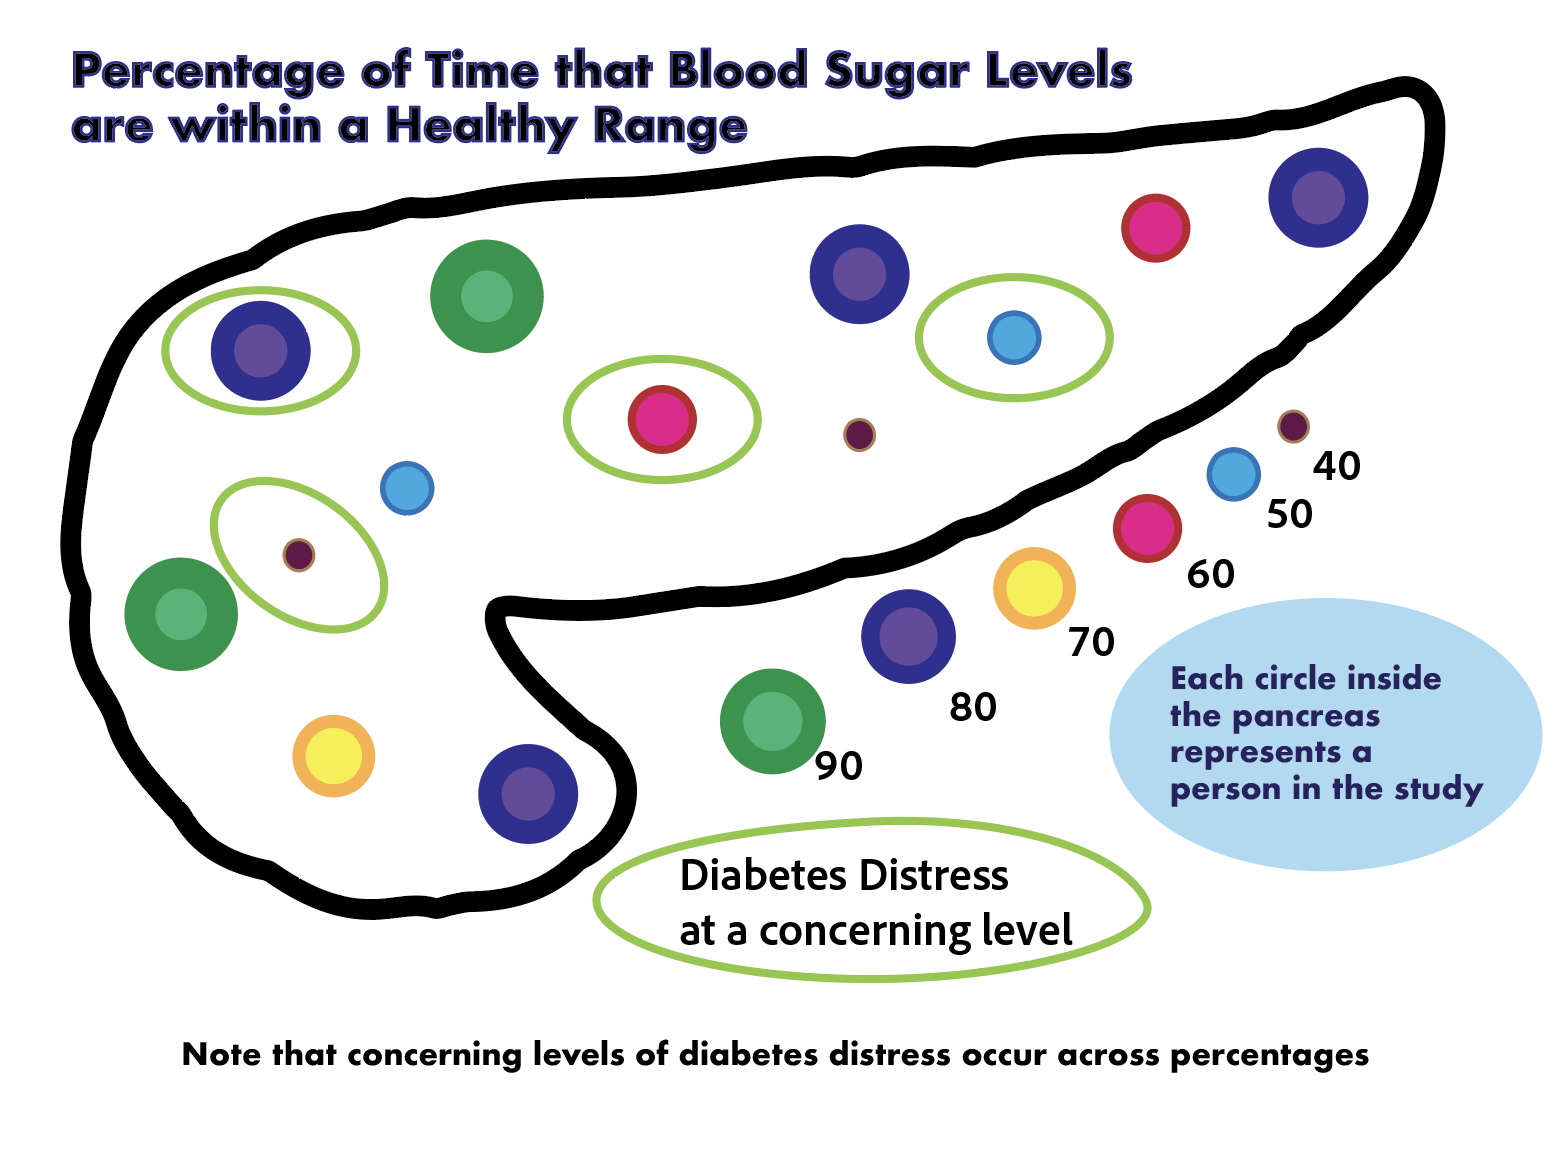 Percentage of Time that Blood Sugar Levels
are within a Healthy Range
40
50
60
70
80
90
Each circle inside
the pancreas
represents a
person in the study
Diabetes Distress
at a concerning level
Note that concerning levels of diabetes distress occur across percentages